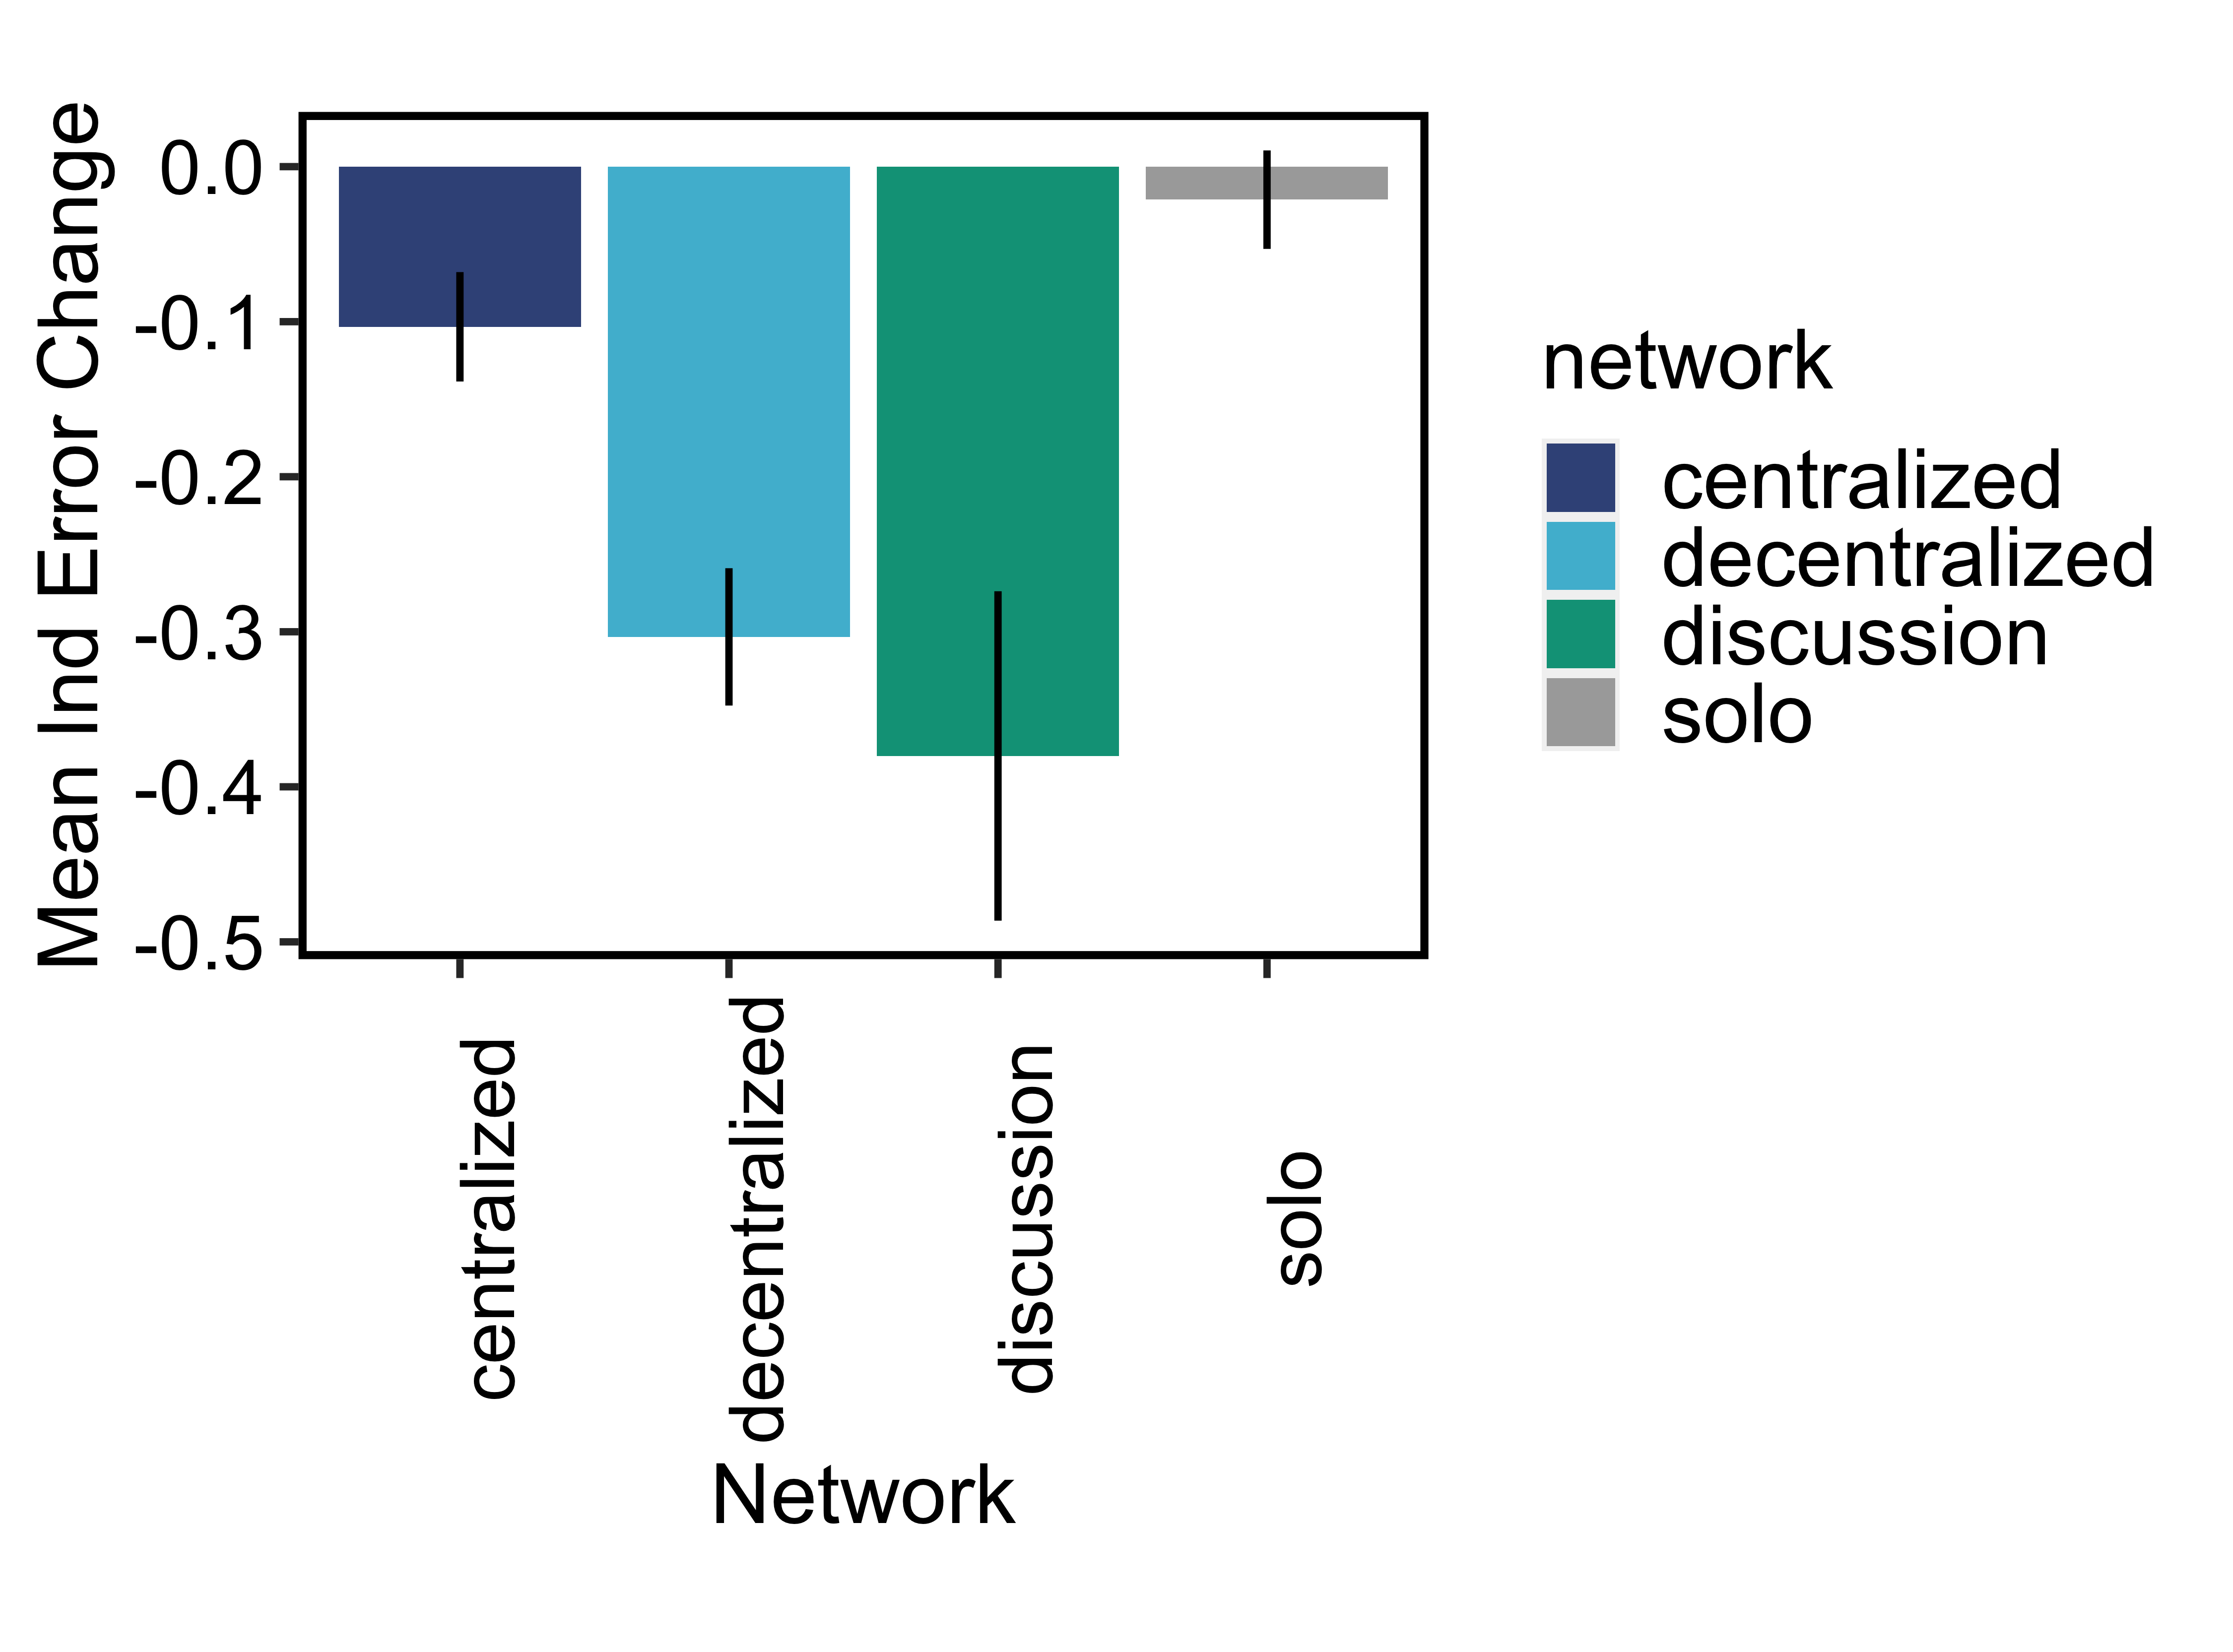 Mean Ind Error Change
0.0
-0.1
-0.2
-0.3
-0.4
-0.5
centralized
decentralized
discussion
solo
Network
network
centralized
decentralized
discussion
solo